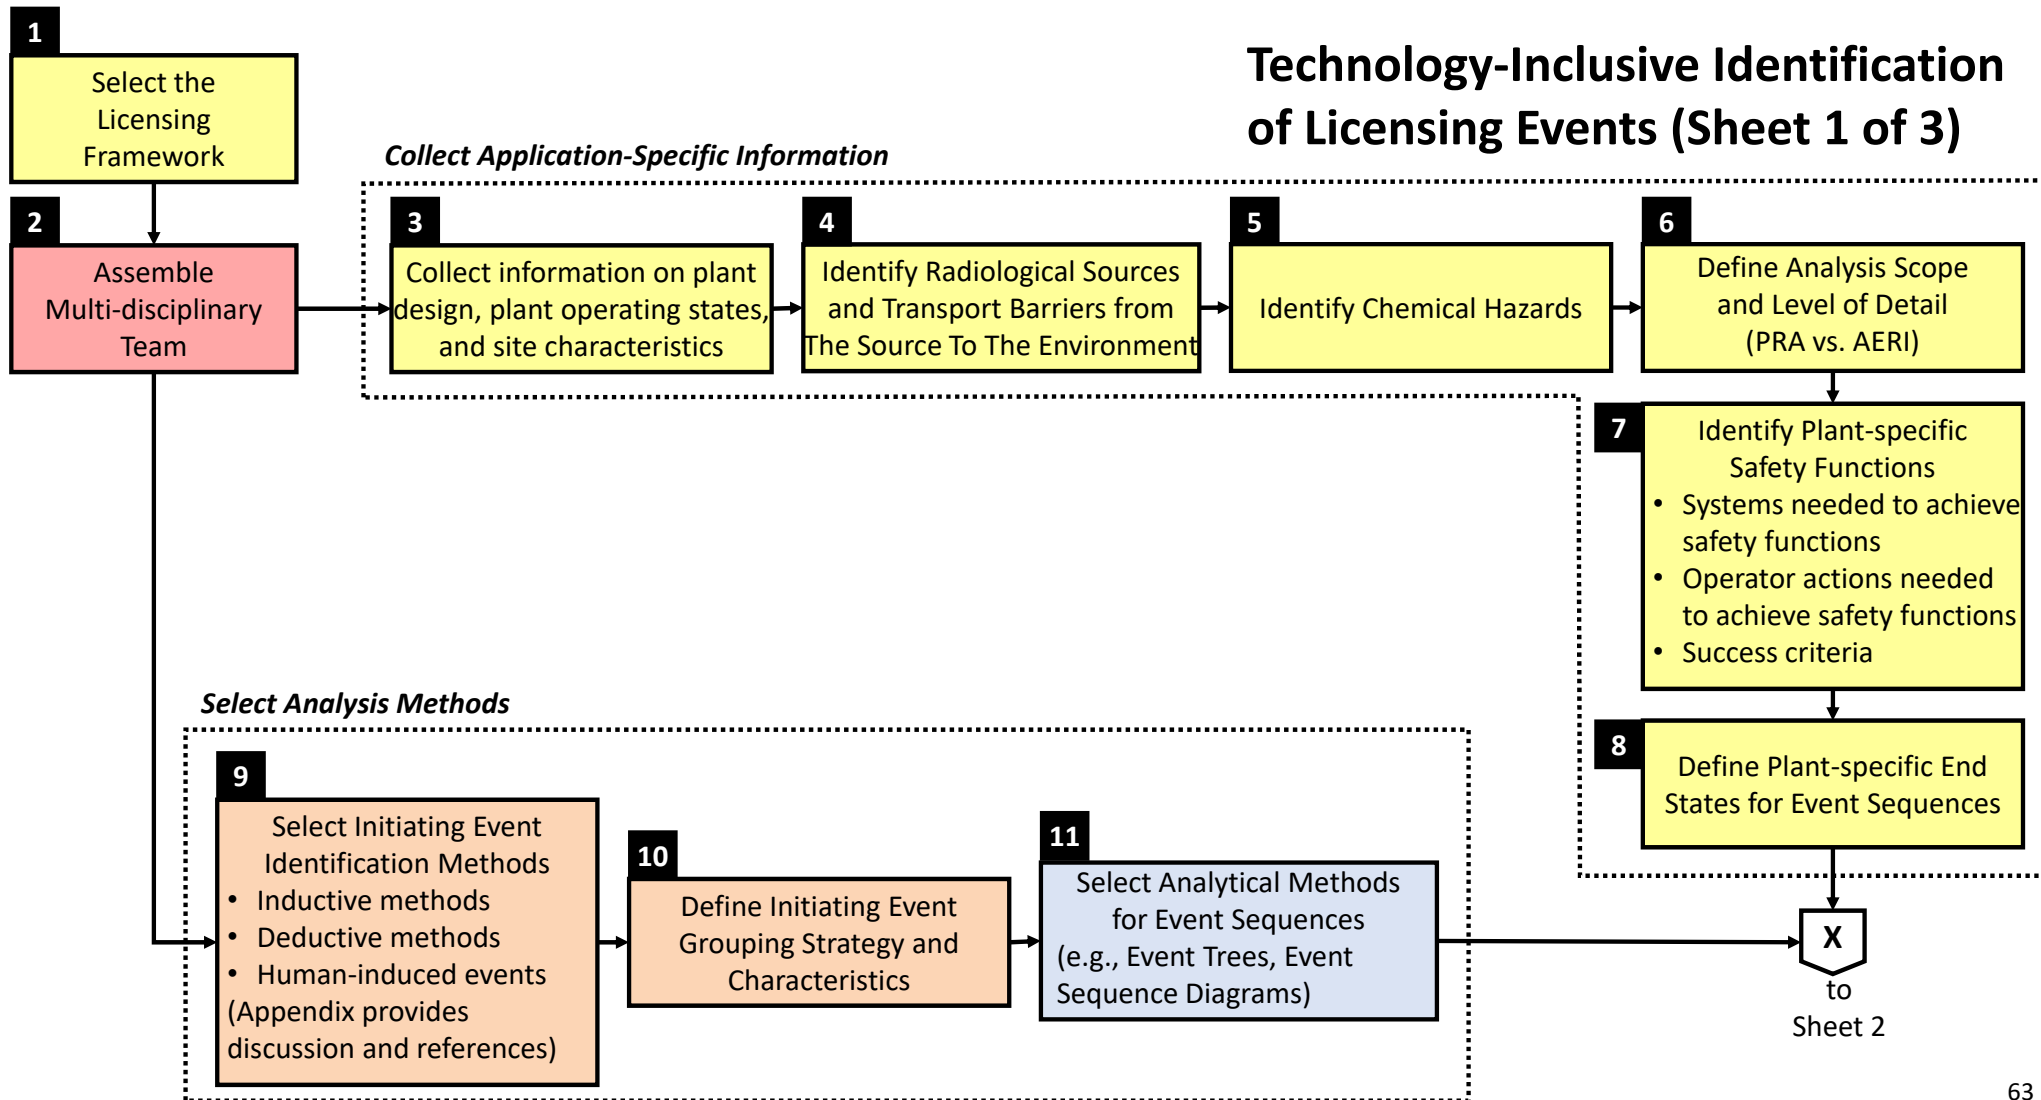 Technology-Inclusive Identification
of Licensing Events (Sheet 1 of 3)
1
Select the
Licensing
Framework
2
Assemble
Multi-disciplinary
Team
Collect Application-Specific Information
3
Collect information on plant
design, plant operating states,
and site characteristics
4
Identify Radiological Sources
and Transport Barriers from
The Source To The Environment
5
Identify Chemical Hazards
6
Define Analysis Scope
and Level of Detail
(PRA vs. AERI)
7
Identify Plant-specific
Safety Functions
• Systems needed to achieve
safety functions
• Operator actions needed
to achieve safety functions
• Success criteria
8
Define Plant-specific End
States for Event Sequences
Select Analysis Methods
9
Select Initiating Event
Identification Methods
• Inductive methods
• Deductive methods
• Human-induced events
(Appendix provides
discussion and references)
10
Define Initiating Event
Grouping Strategy and
Characteristics
11
Select Analytical Methods
for Event Sequences
(e.g., Event Trees, Event
Sequence Diagrams)
X
to
Sheet 2
63